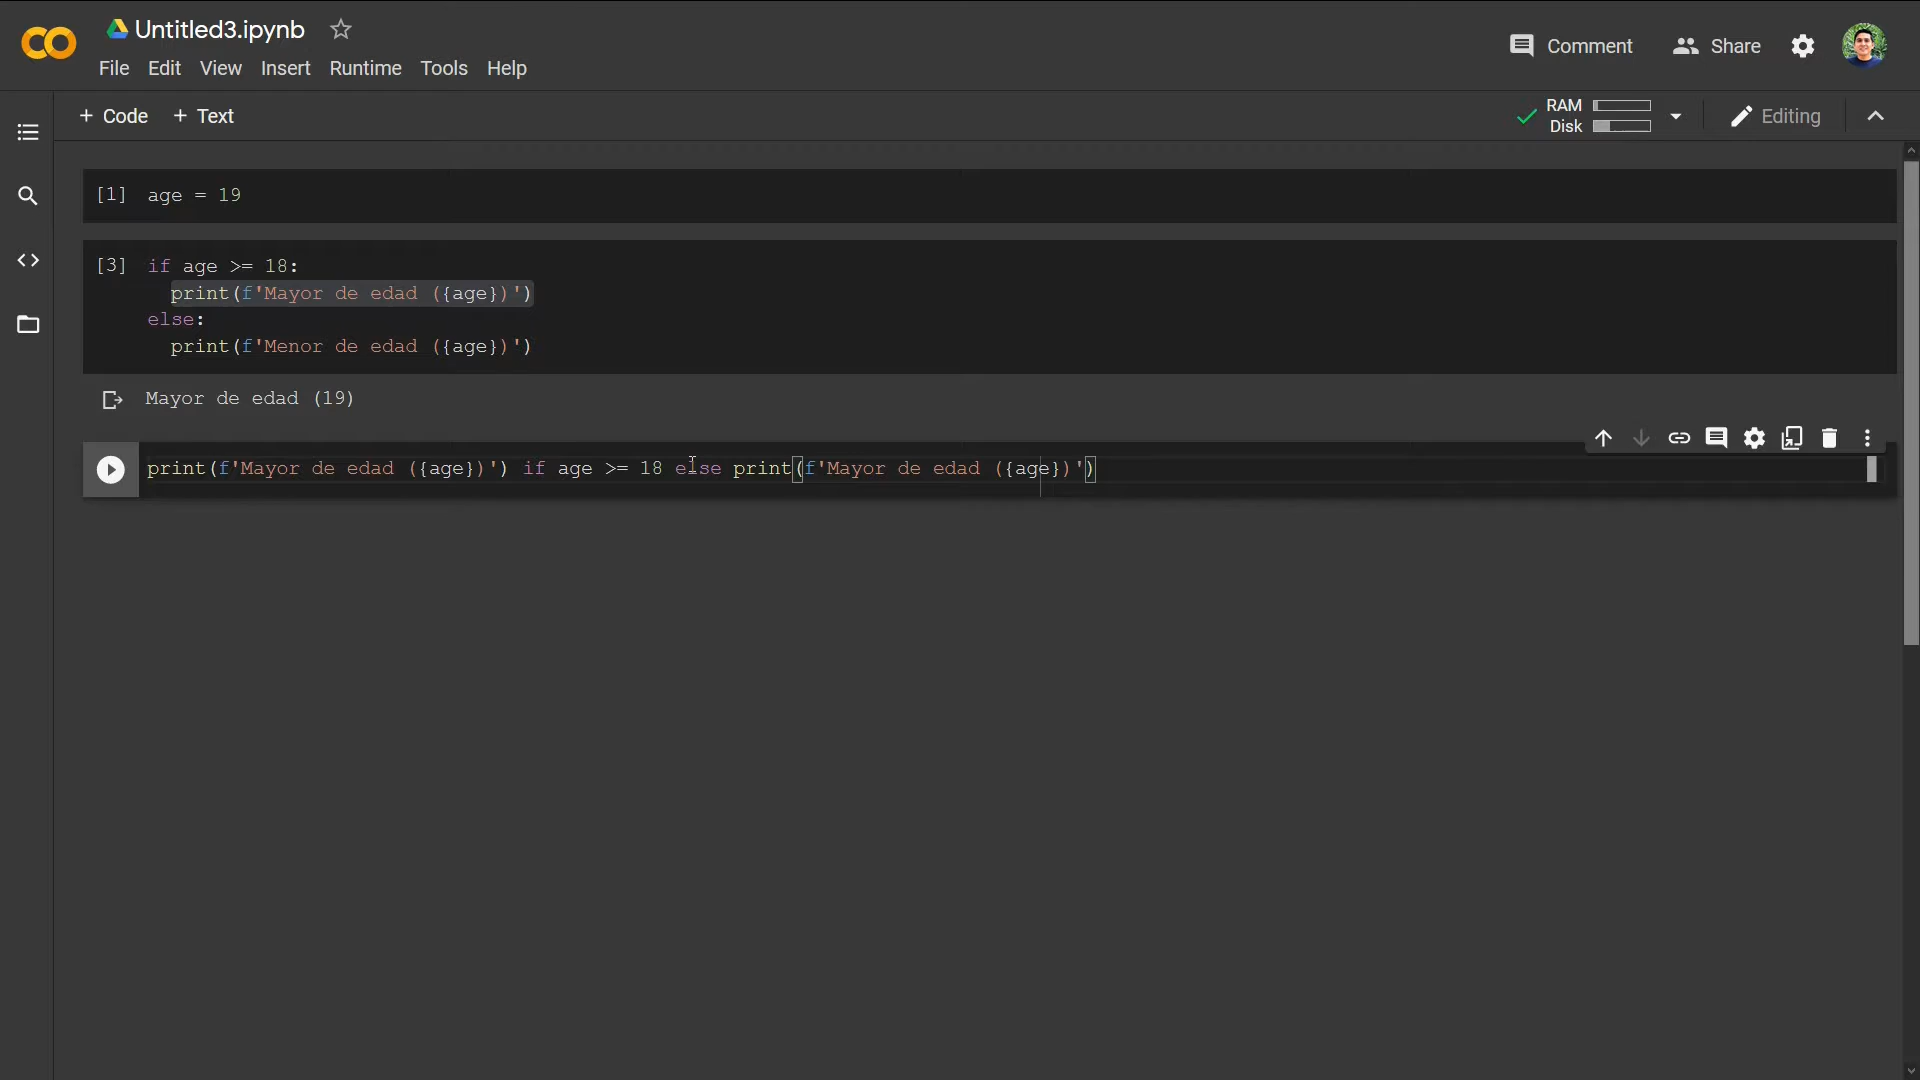 Untitled3.ipynb
File Edit View Insert Runtime Tools Help
Comment Share
+ Code + Text
RAM
Disk
Editing
[1] age = 19
[3] if age >= 18:
print(f'Mayor de edad ({age})')
else:
print(f'Menor de edad ({age})')
Mayor de edad (19)
print(f'Mayor de edad ({age})') if age >= 18 else print(f'Mayor de edad ({age})')